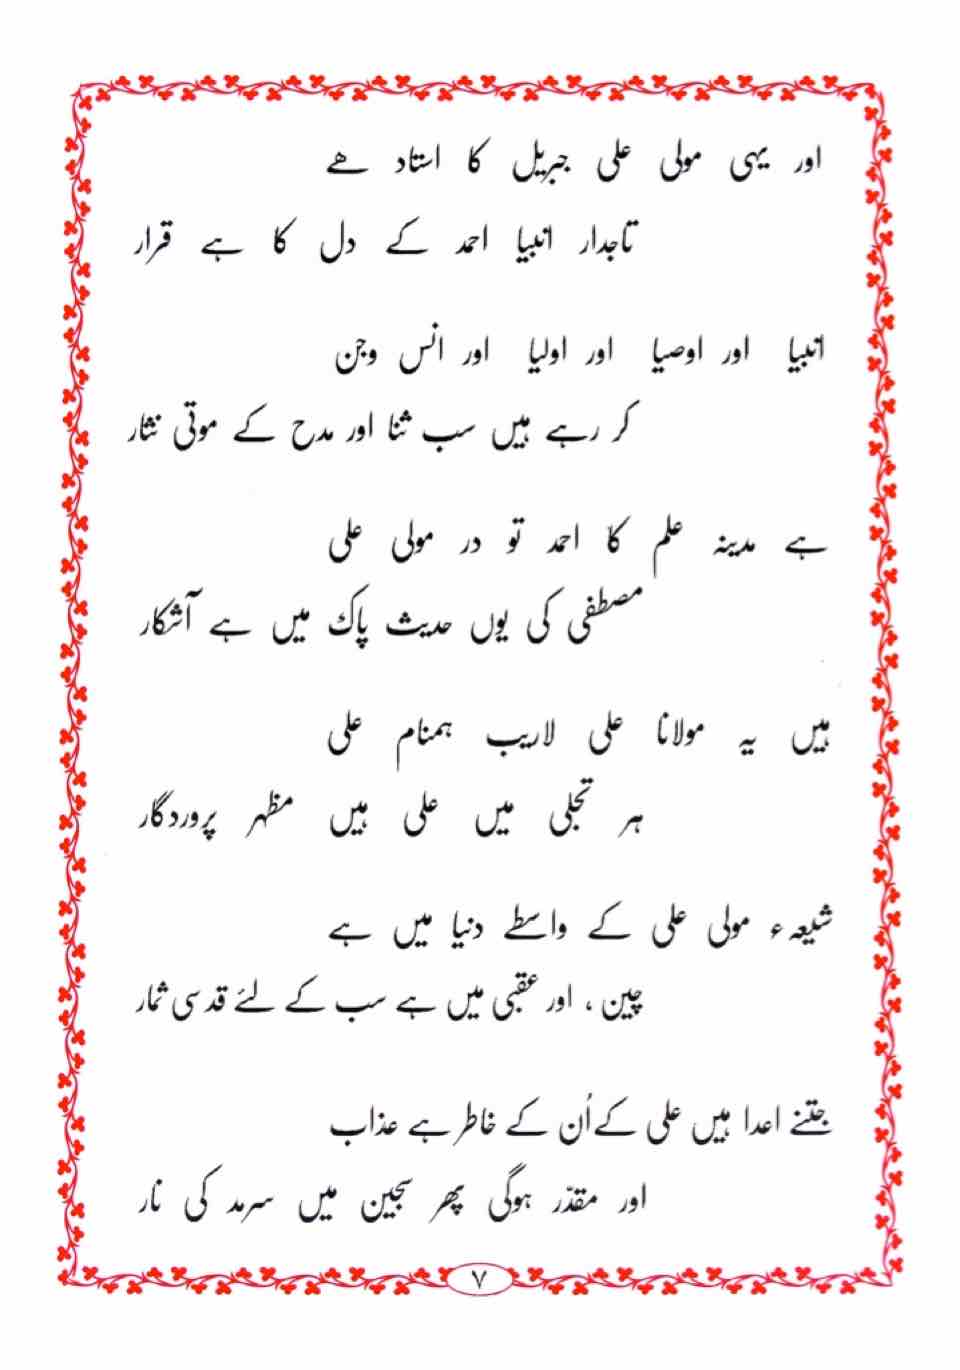 اور یہی مولی علی جبریل کا استاد ھے
تاجدار انبیا احمد کے دل کا ہے قرار
انبیا اور اوصیا اور اولیا اور انس وجن
کر رہے ہیں سب ثنا اور مدح کے موتی نثار
ہے مدینہ علم کا احمد تو در مولی علی
مصطفی کی یوں حدیث پاك میں ہے آشکار
ہیں یہ مولانا علی لاریب ہمنام علی
ہر تجلی میں علی ہیں مظہر پروردگار
شیعہء مولی علی کے واسطے دنیا میں ہے
چین ، اور عقبی میں ہے سب کے لئے قدسی ثمار
جتنے اعدا ہیں علی کے اُن کے خاطر ہے عذاب
اور مقدّر ہوگی پھر سجین میں سرمد کی نار
۷